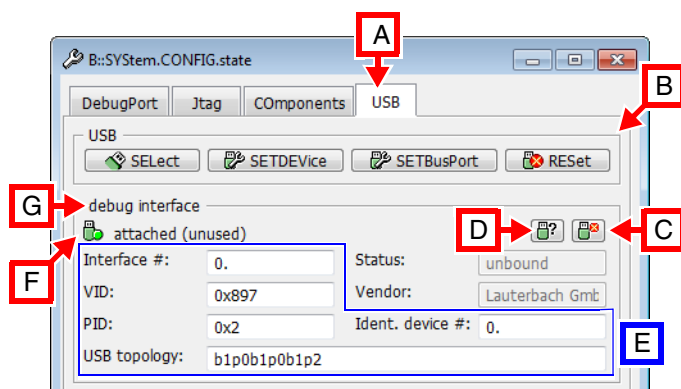 A
B::SYStem.CONFIG.state
B
DebugPort Jtag COmponents USB
USB
SELect SETDEVice SETBusPort RESet
G debug interface
D ? C
attached (unused)
F
Interface #: 0. Status: unbound
VID: 0x897 Vendor: Lauterbach Gmb
PID: 0x2 Ident. device #: 0.
E
USB topology: b1p0b1p0b1p2